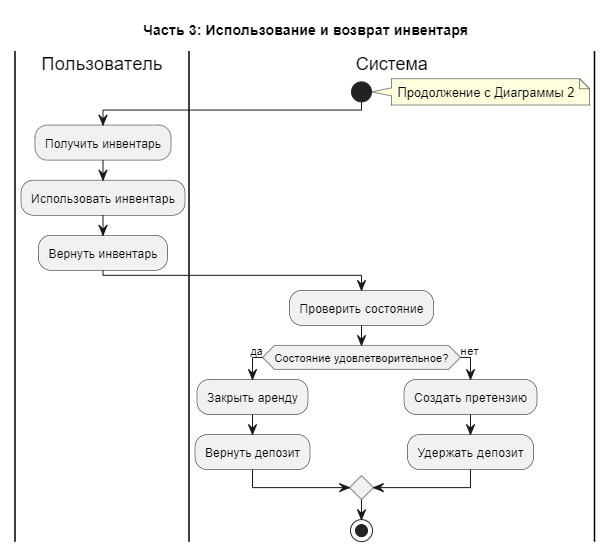 Часть 3: Использование и возврат инвентаря
Пользователь
Система
Продолжение с Диаграммы 2
Получить инвентарь
Использовать инвентарь
Вернуть инвентарь
Проверить состояние
да
Состояние удовлетворительное?
нет
Закрыть аренду
Создать претензию
Вернуть депозит
Удержать депозит